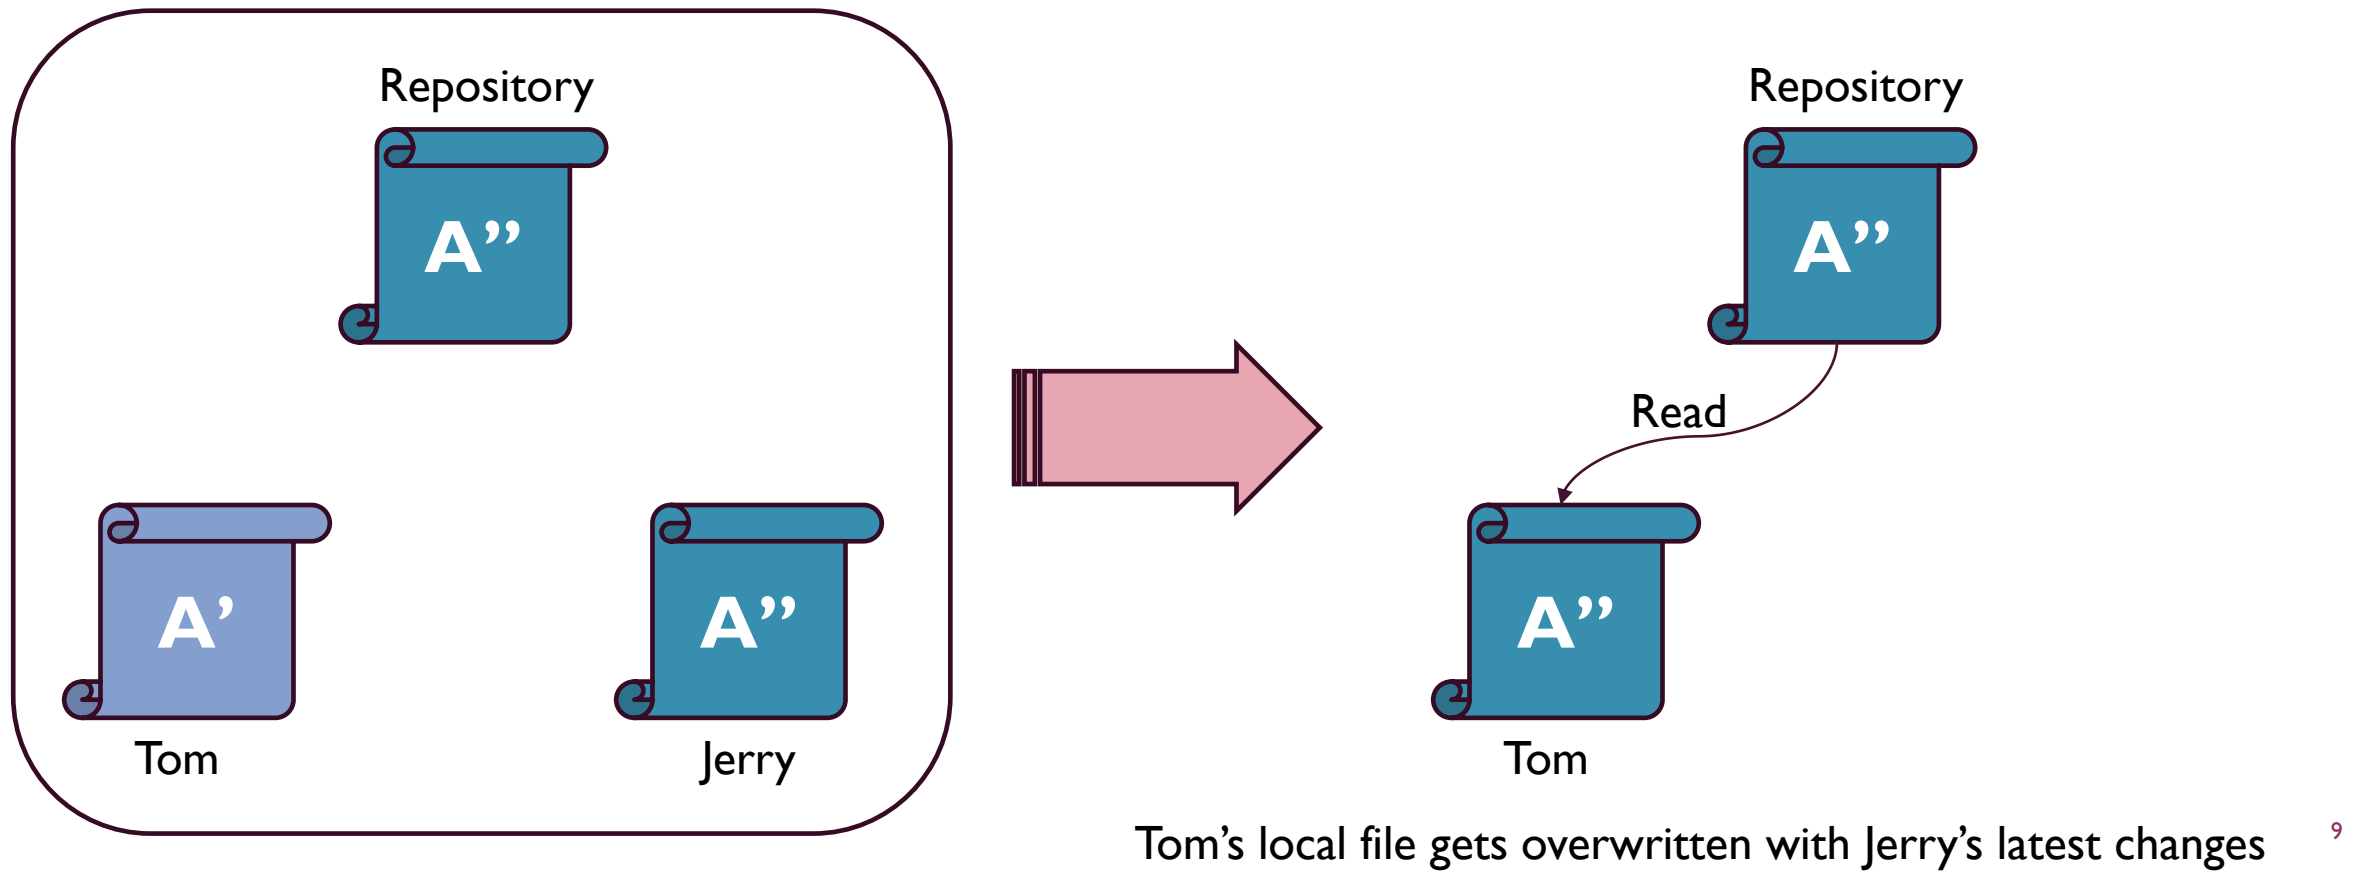 Repository
A’’
A’
Tom
A’’
Jerry
Repository
A’’
Read
A’’
Tom
Tom’s local file gets overwritten with Jerry’s latest changes
9